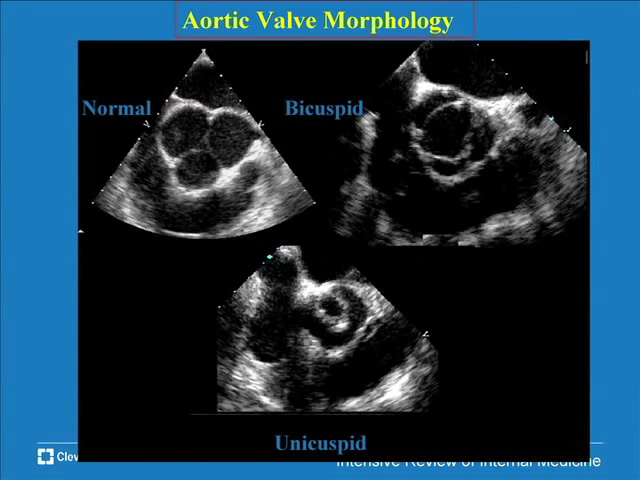 Aortic Valve Morphology
Normal
Bicuspid
Unicuspid
Intensive Review of Internal Medicine